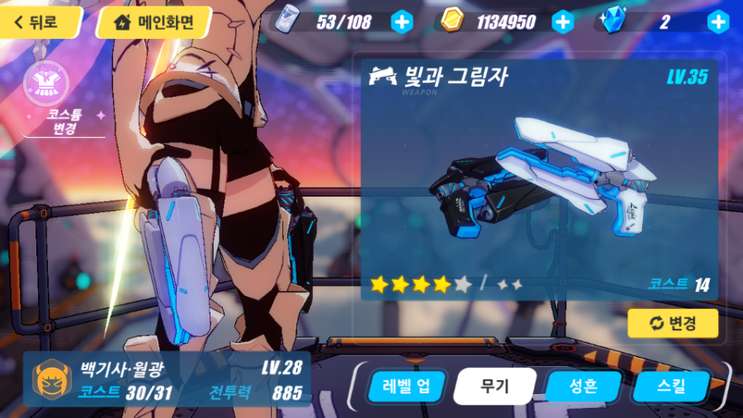 뒤로
메인화면
53/108
1134950
2
코스튬
변경
빛과 그림자
LV.35
WEAPON
코스트 14
변경
백기사·월광
LV.28
코스트 30/31
전투력 885
레벨 업
무기
성흔
스킬